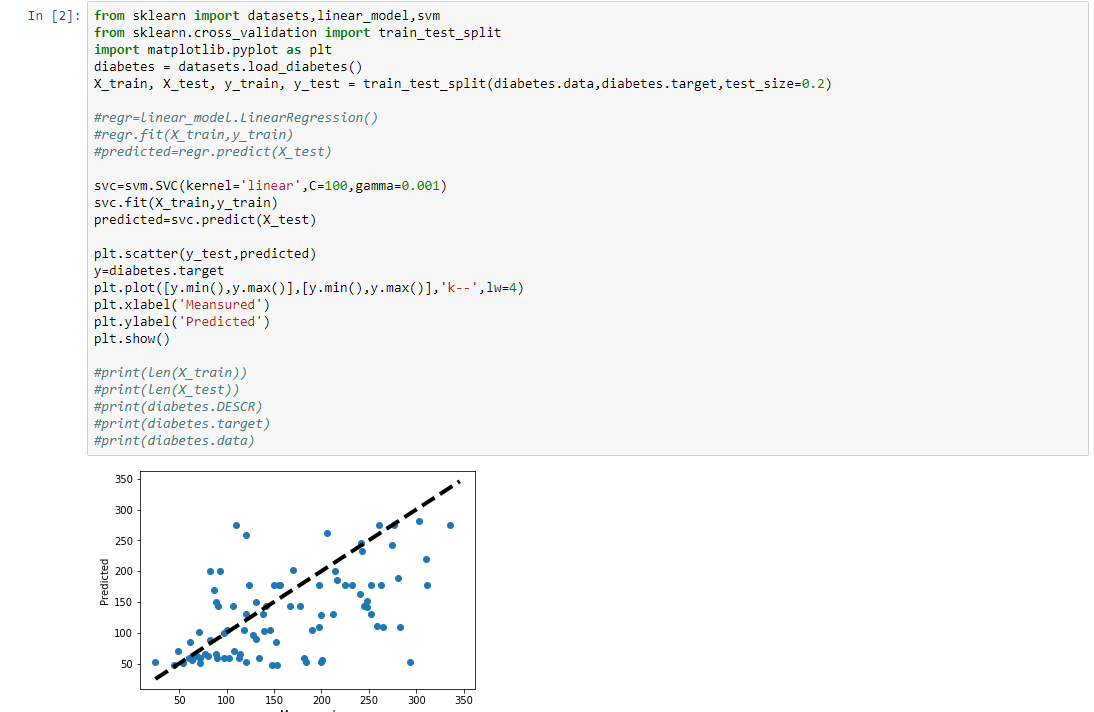 In [2]:
from sklearn import datasets,linear_model,svm
from sklearn.cross_validation import train_test_split
import matplotlib.pyplot as plt
diabetes = datasets.load_diabetes()
X_train, X_test, y_train, y_test = train_test_split(diabetes.data,diabetes.target,test_size=0.2)
#regr=linear_model.LinearRegression()
#regr.fit(X_train,y_train)
#predicted=regr.predict(X_test)
svc=svm.SVC(kernel='linear',C=100,gamma=0.001)
svc.fit(X_train,y_train)
predicted=svc.predict(X_test)
plt.scatter(y_test,predicted)
y=diabetes.target
plt.plot([y.min(),y.max()],[y.min(),y.max()],'k--',lw=4)
plt.xlabel('Meansured')
plt.ylabel('Predicted')
plt.show()
#print(len(X_train))
#print(len(X_test))
#print(diabetes.DESCR)
#print(diabetes.target)
#print(diabetes.data)
350
300
250
200
150
100
50
Predicted
50 100 150 200 250 300 350